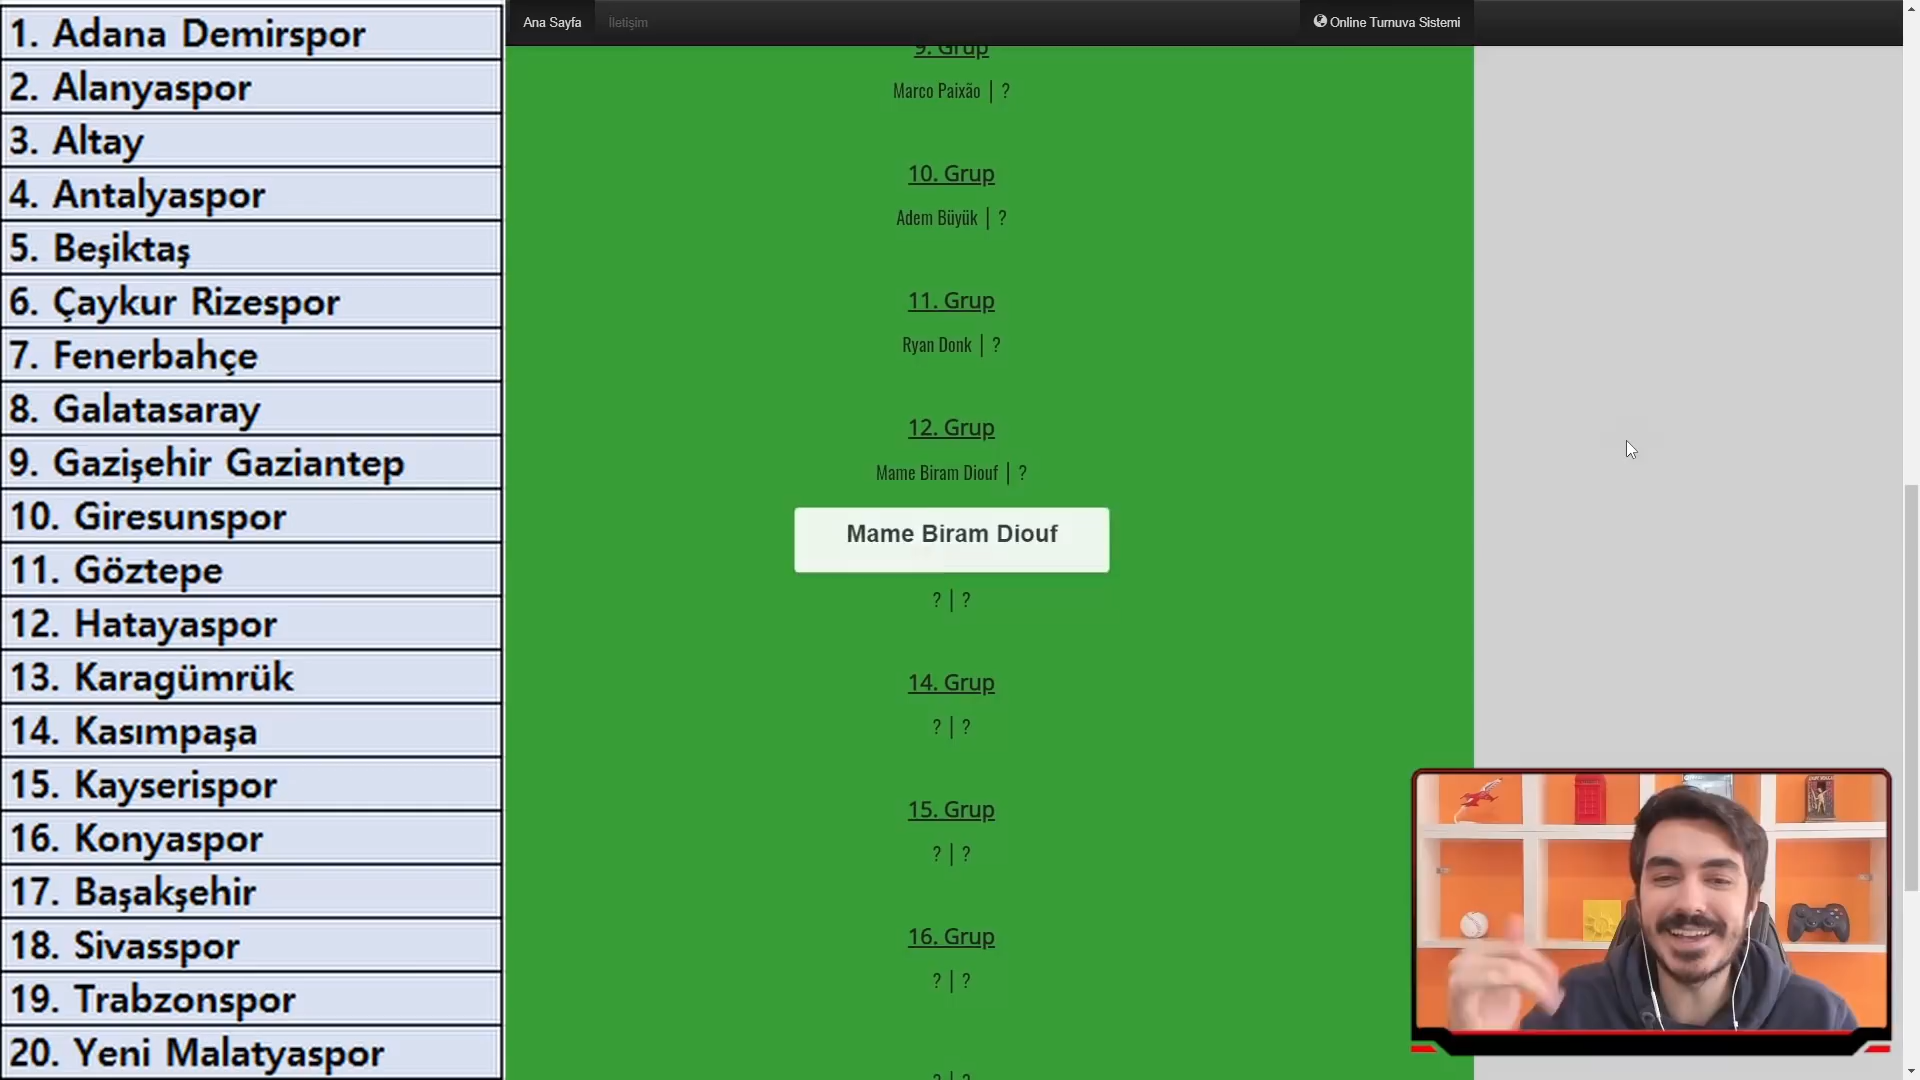 1. Adana Demirspor
2. Alanyaspor
3. Altay
4. Antalyaspor
5. Beşiktaş
6. Çaykur Rizespor
7. Fenerbahçe
8. Galatasaray
9. Gazişehir Gaziantep
10. Giresunspor
11. Göztepe
12. Hatayaspor
13. Karagümrük
14. Kasımpaşa
15. Kayserispor
16. Konyaspor
17. Başakşehir
18. Sivasspor
19. Trabzonspor
20. Yeni Malatyaspor
Ana Sayfa
İletişim
Online Turnuva Sistemi
9. Grup
Marco Paixão | ?
10. Grup
Adem Büyük | ?
11. Grup
Ryan Donk | ?
12. Grup
Mame Biram Diouf | ?
Mame Biram Diouf
? | ?
14. Grup
? | ?
15. Grup
? | ?
16. Grup
? | ?
? | ?